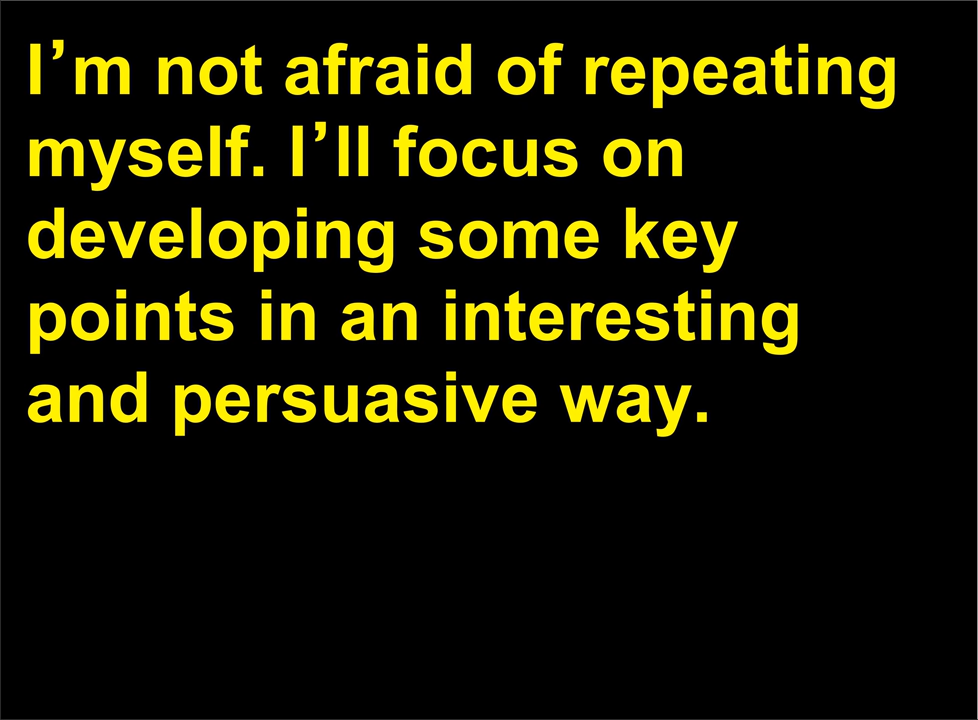 I’m not afraid of repeating
myself. I’ll focus on
developing some key
points in an interesting
and persuasive way.